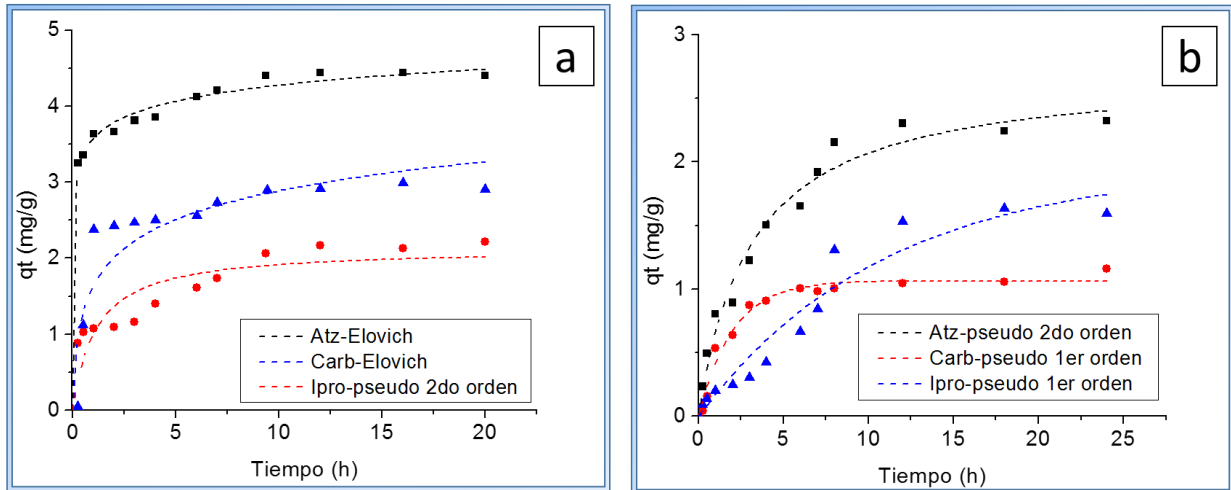 a
qt (mg/g)
5
4
3
2
1
0
Atz-Elovich
Carb-Elovich
Ipro-pseudo 2do orden
0 5 10 15 20
Tiempo (h)
b
qt (mg/g)
3
2
1
0
Atz-pseudo 2do orden
Carb-pseudo 1er orden
Ipro-pseudo 1er orden
0 5 10 15 20 25
Tiempo (h)